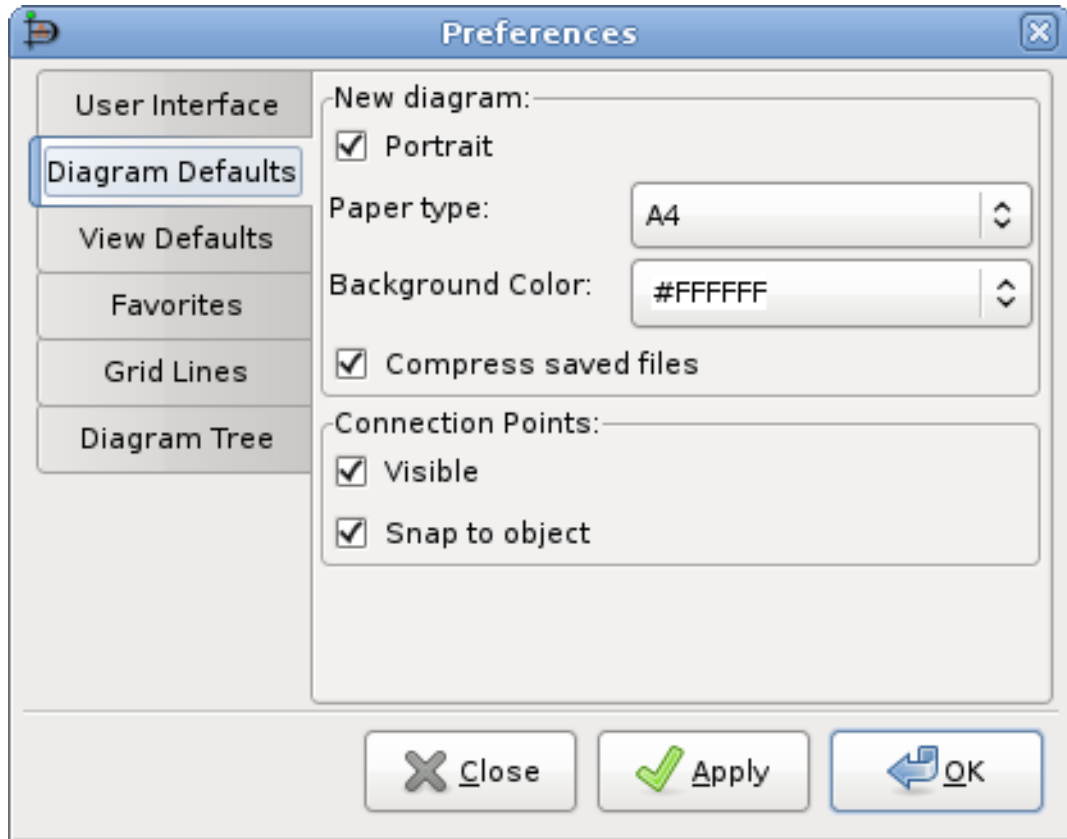 Preferences
User Interface
Diagram Defaults
View Defaults
Favorites
Grid Lines
Diagram Tree
New diagram:
Portrait
Paper type:
A4
Background Color:
#FFFFFF
Compress saved files
Connection Points:
Visible
Snap to object
Close
Apply
OK